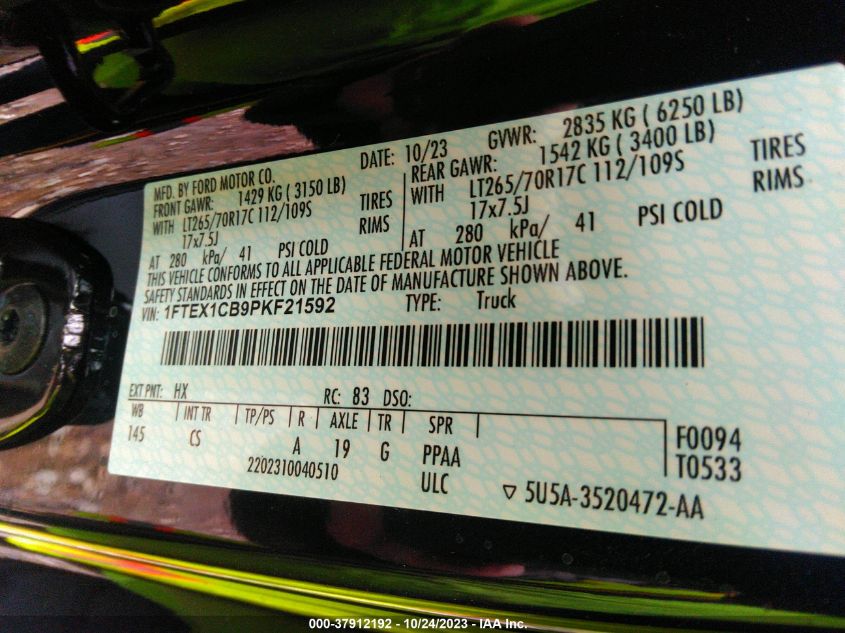 MFD. BY FORD MOTOR CO.
DATE: 10/23
GVWR: 2835 KG ( 6250 LB)
FRONT GAWR: 1429 KG ( 3150 LB)
WITH LT265/70R17C 112/109S TIRES
17x7.5J RIMS
AT 280 kPa/ 41 PSI COLD
REAR GAWR: 1542 KG ( 3400 LB)
WITH LT265/70R17C 112/109S TIRES
17x7.5J RIMS
AT 280 kPa/ 41 PSI COLD
THIS VEHICLE CONFORMS TO ALL APPLICABLE FEDERAL MOTOR VEHICLE
SAFETY STANDARDS IN EFFECT ON THE DATE OF MANUFACTURE SHOWN ABOVE.
VIN: 1FTEX1CB9PKF21592
TYPE: Truck
EXT PNT: HX RC: 83 DSO:
WB INT TR TP/PS R AXLE TR SPR
145 CS A 19 G PPAA
2202310040510 ULC
F0094
T0533
▽ 5U5A-3520472-AA
000-37912192 - 10/24/2023 - IAA Inc.